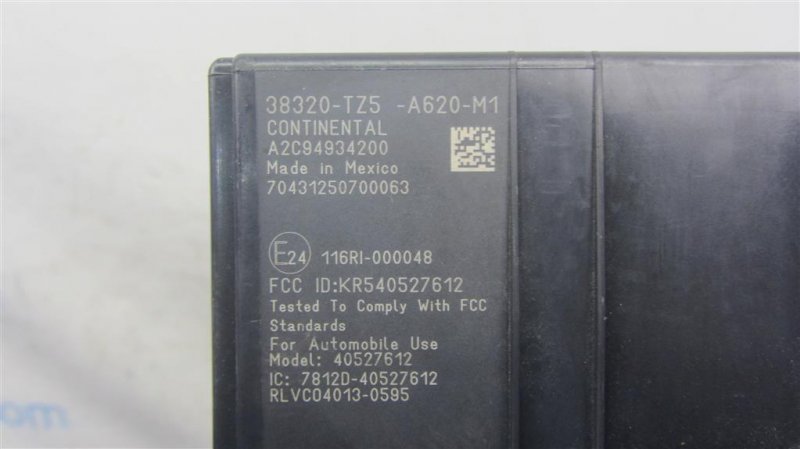 38320-TZ5 -A620-M1
CONTINENTAL
A2C94934200
Made in Mexico
70431250700063
E24 116RI-000048
FCC ID:KR540527612
Tested To Comply With FCC
Standards
For Automobile Use
Model: 40527612
IC: 7812D-40527612
RLVC04013-0595
.com